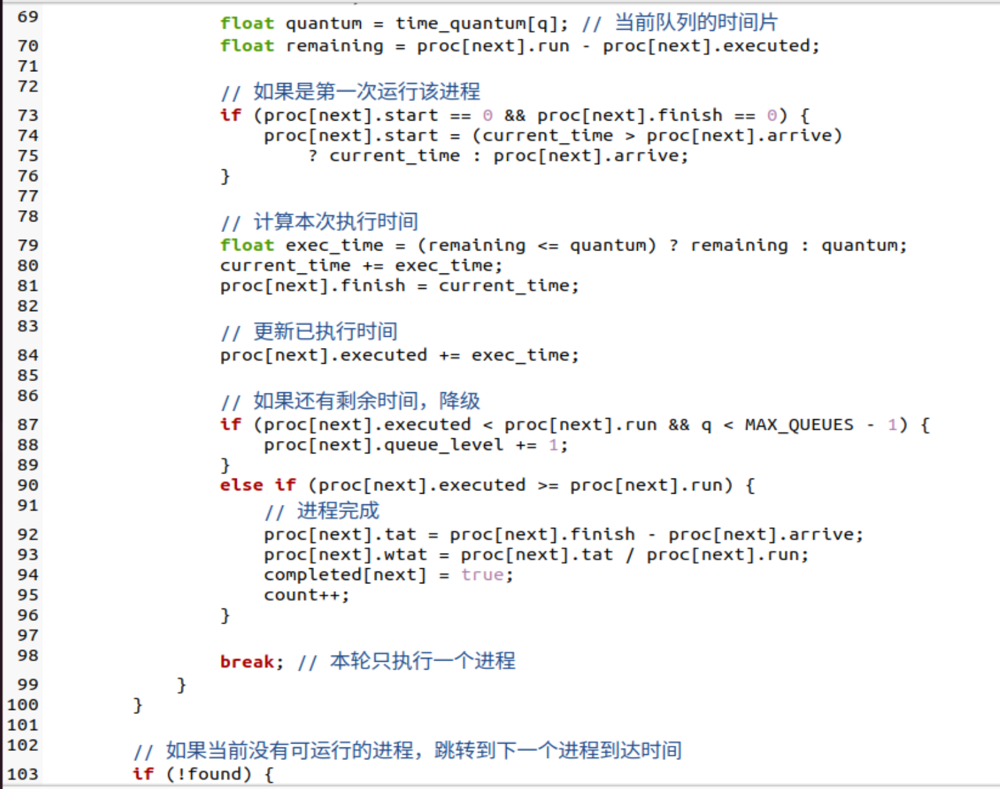 69                 float quantum = time_quantum[q]; // 当前队列的时间片
70                 float remaining = proc[next].run - proc[next].executed;
71
72                 // 如果是第一次运行该进程
73                 if (proc[next].start == 0 && proc[next].finish == 0) {
74                     proc[next].start = (current_time > proc[next].arrive)
75                         ? current_time : proc[next].arrive;
76                 }
77
78                 // 计算本次执行时间
79                 float exec_time = (remaining <= quantum) ? remaining : quantum;
80                 current_time += exec_time;
81                 proc[next].finish = current_time;
82
83                 // 更新已执行时间
84                 proc[next].executed += exec_time;
85
86                 // 如果还有剩余时间，降级
87                 if (proc[next].executed < proc[next].run && q < MAX_QUEUES - 1) {
88                     proc[next].queue_level += 1;
89                 }
90                 else if (proc[next].executed >= proc[next].run) {
91                     // 进程完成
92                     proc[next].tat = proc[next].finish - proc[next].arrive;
93                     proc[next].wtat = proc[next].tat / proc[next].run;
94                     completed[next] = true;
95                     count++;
96                 }
97
98                 break; // 本轮只执行一个进程
99             }
100         }
101
102         // 如果当前没有可运行的进程，跳转到下一个进程到达时间
103         if (!found) {